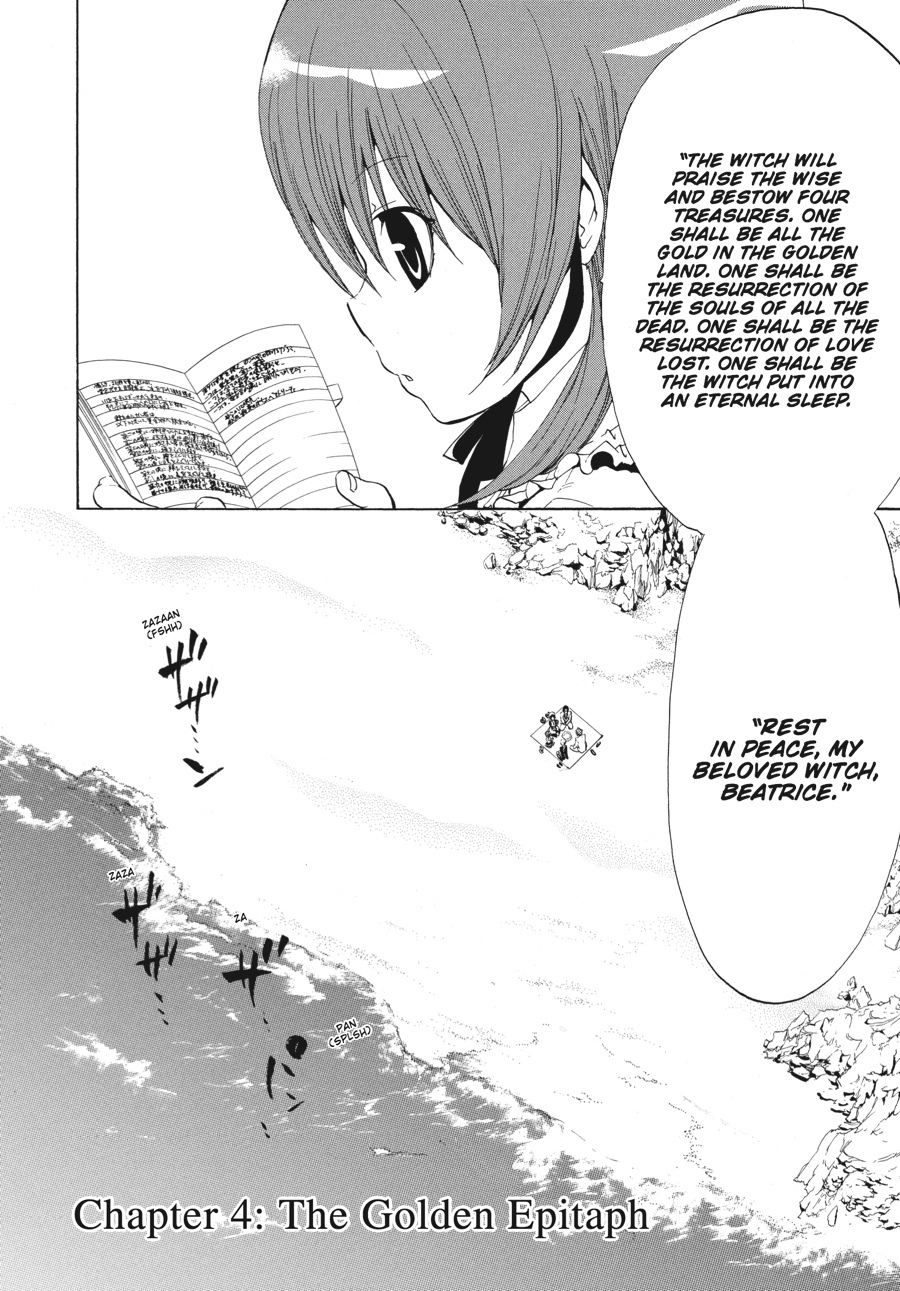 “THE WITCH WILL
PRAISE THE WISE
AND BESTOW FOUR
TREASURES. ONE
SHALL BE ALL THE
GOLD IN THE GOLDEN
LAND. ONE SHALL BE
THE RESURRECTION OF
THE SOULS OF ALL THE
DEAD. ONE SHALL BE THE
RESURRECTION OF LOVE
LOST. ONE SHALL BE
THE WITCH PUT INTO
AN ETERNAL SLEEP.
ZAZAAN
(FSHH)
ザザ…ン
“REST
IN PEACE, MY
BELOVED WITCH,
BEATRICE.”
ZAZA
ザザ…
ZA
ザ…
PAN
(SPLSH)
Chapter 4: The Golden Epitaph